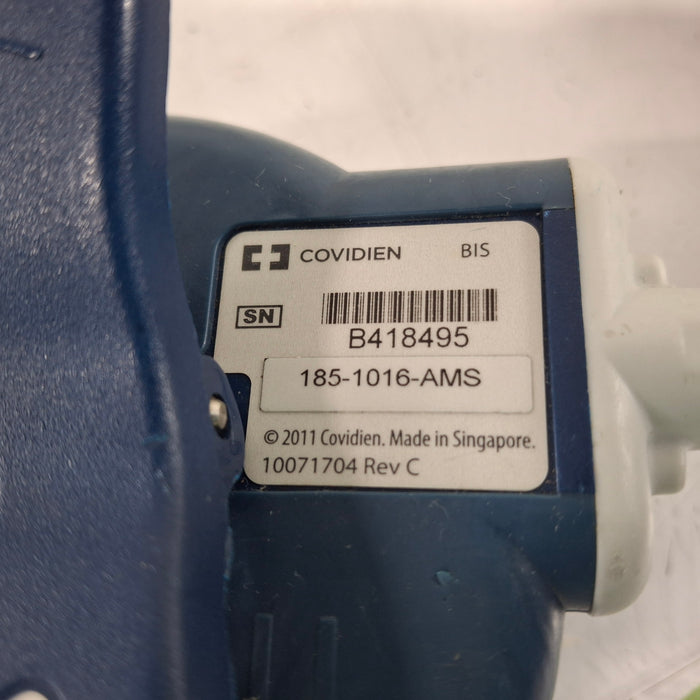 COVIDIEN BIS
SN
B418495
185-1016-AMS
© 2011 Covidien. Made in Singapore.
10071704 Rev C